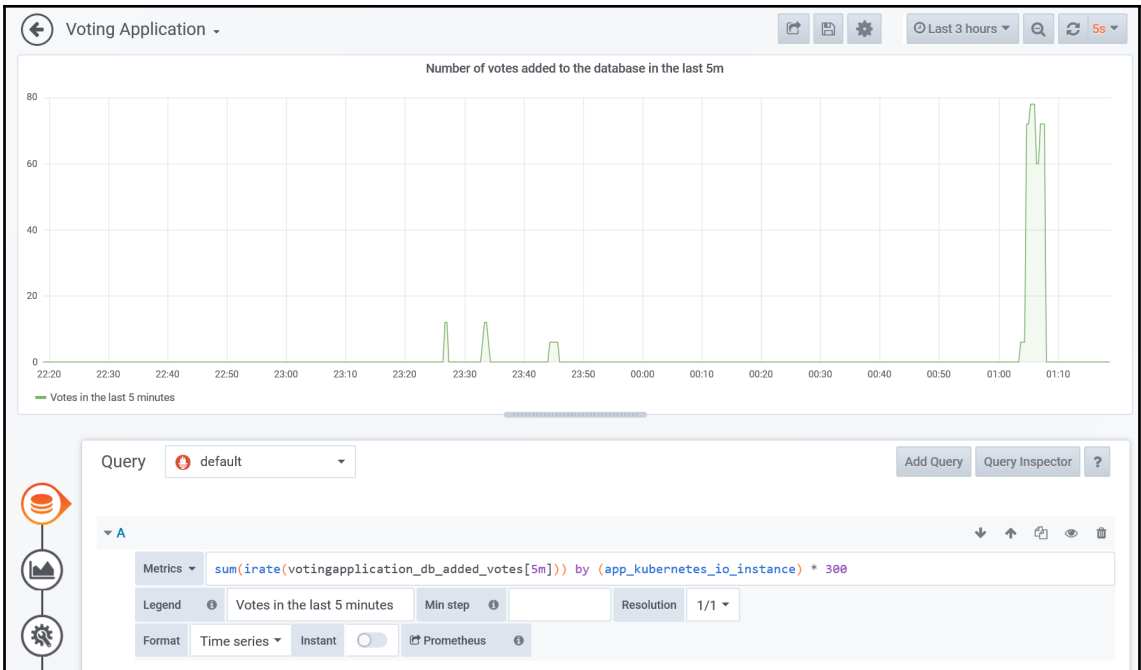 Voting Application
Last 3 hours
5s
Number of votes added to the database in the last 5m
80
60
40
20
0
22:20 22:30 22:40 22:50 23:00 23:10 23:20 23:30 23:40 23:50 00:00 00:10 00:20 00:30 00:40 00:50 01:00 01:10
Votes in the last 5 minutes
Query default Add Query Query Inspector ?
A
Metrics sum(irate(votingapplication_db_added_votes[5m])) by (app_kubernetes_io_instance) * 300
Legend Votes in the last 5 minutes Min step Resolution 1/1
Format Time series Instant Prometheus